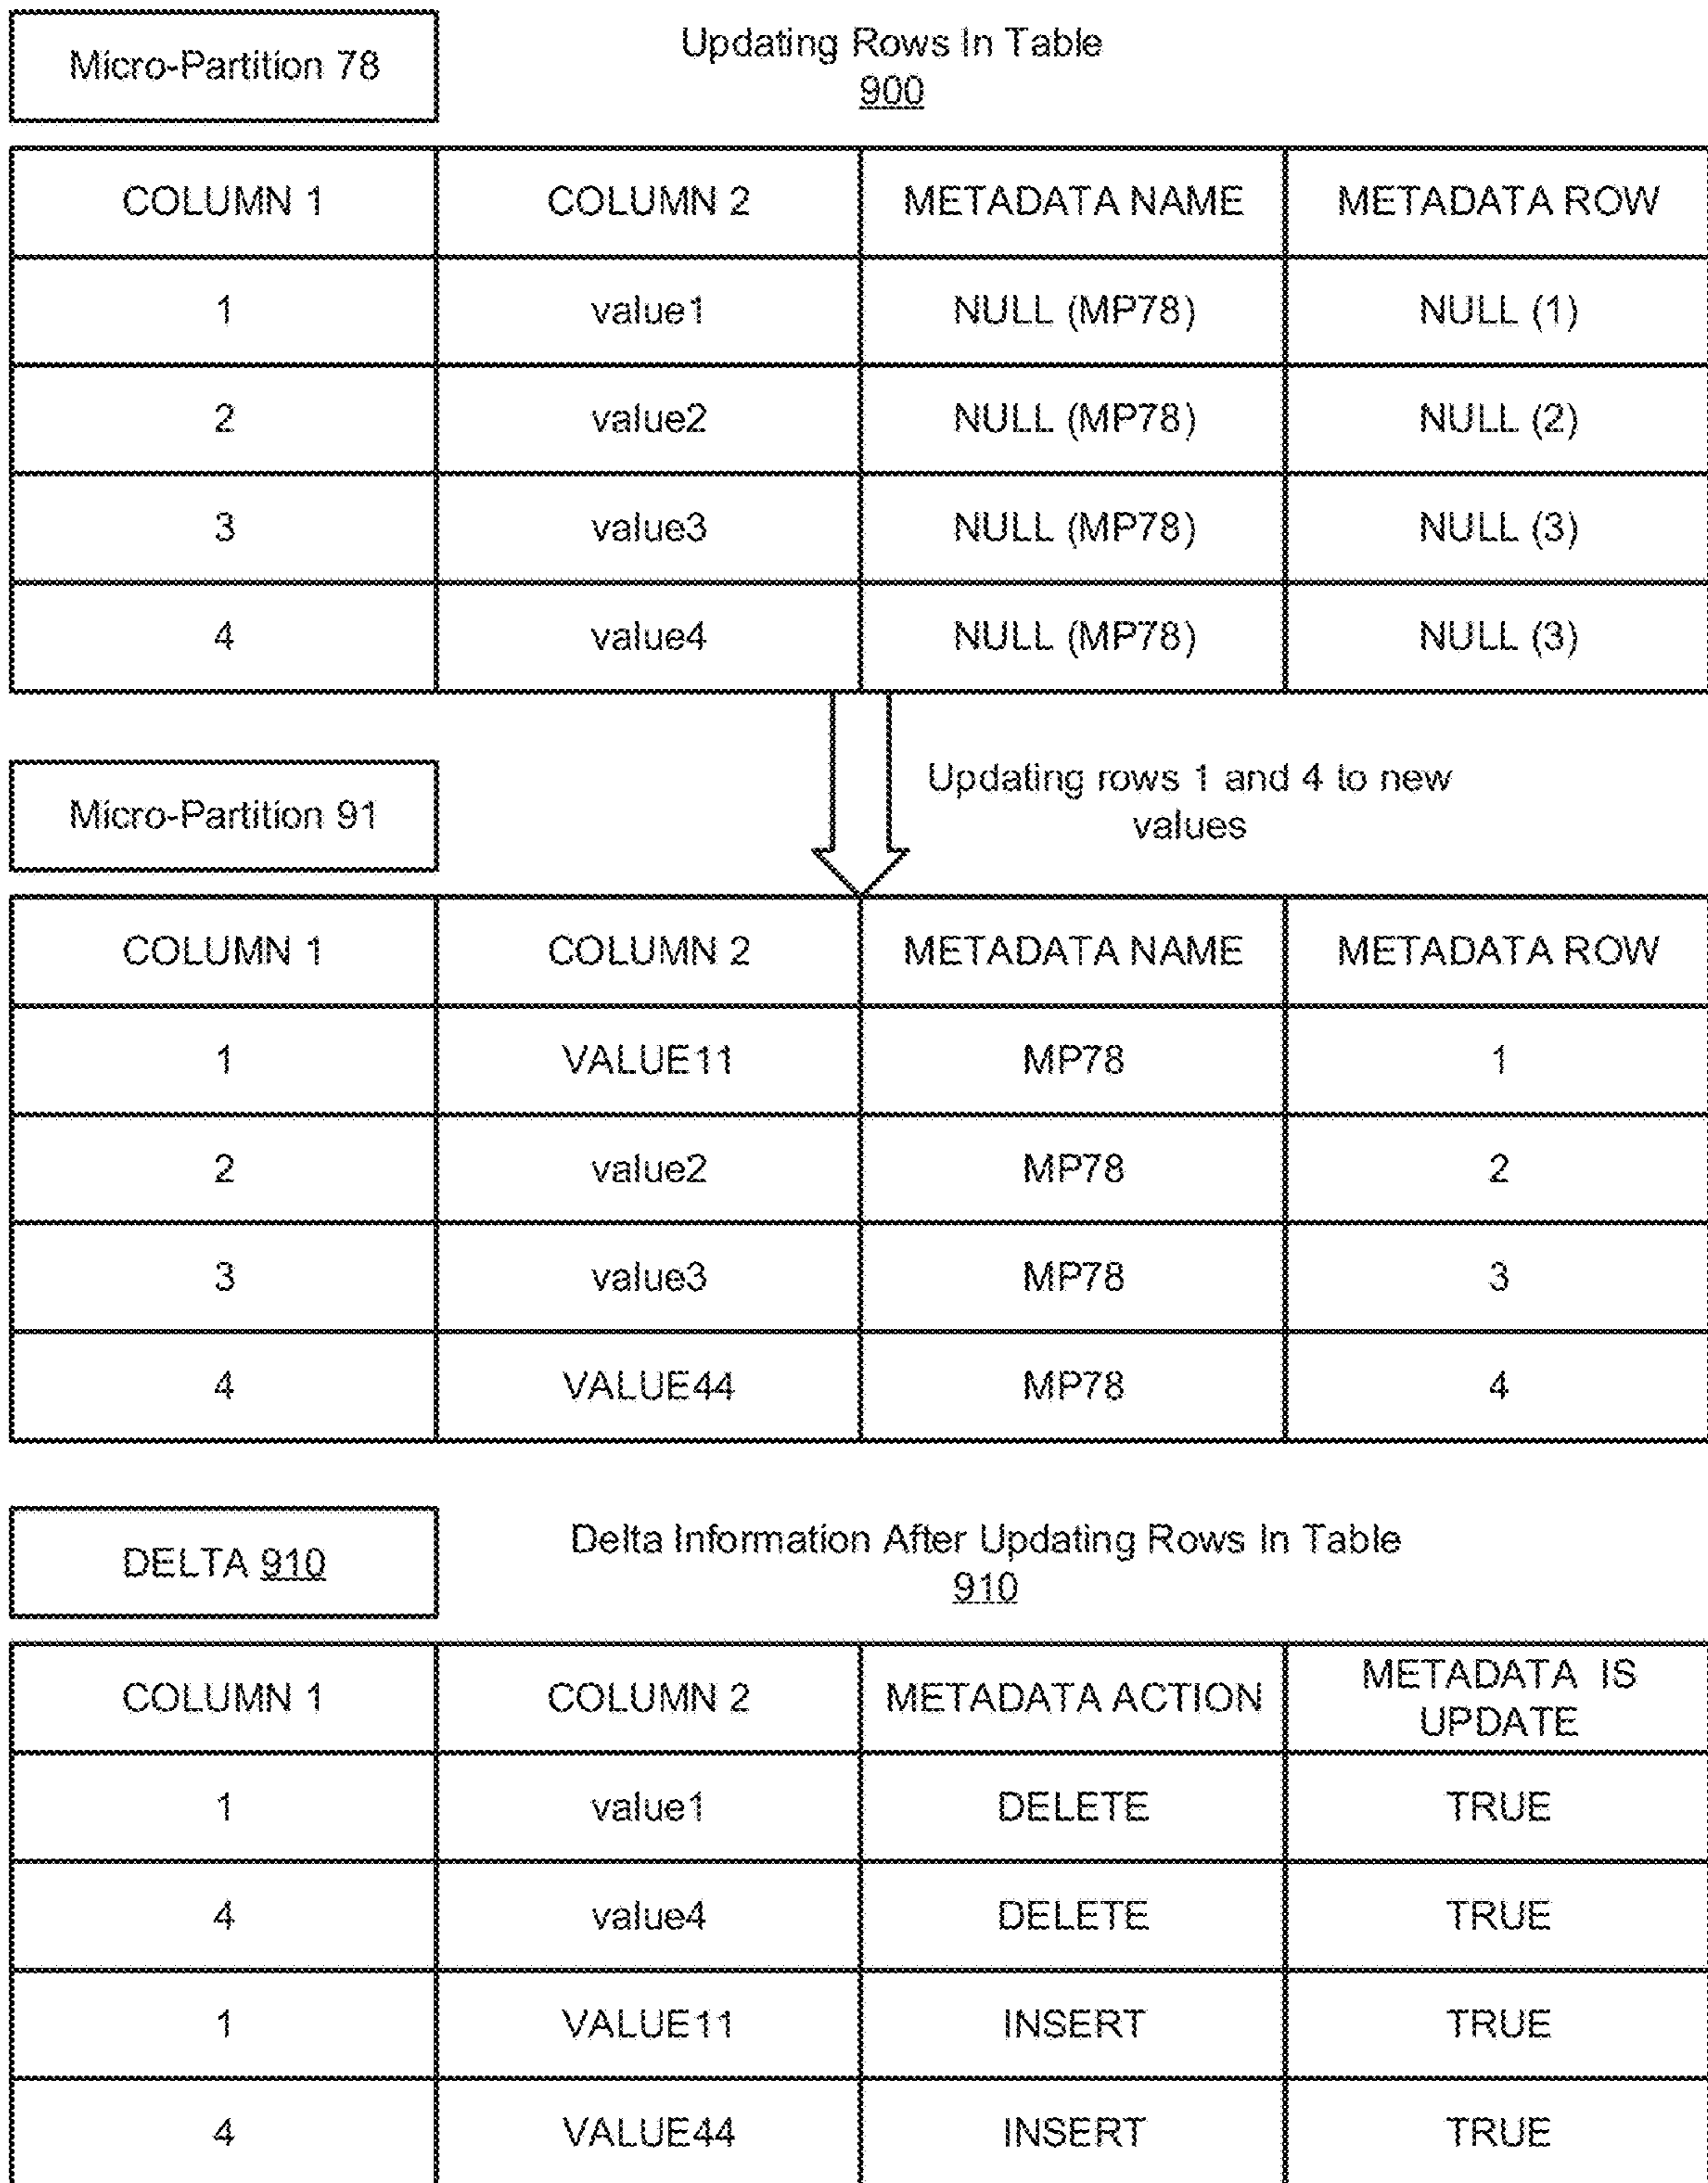 Micro-Partition 78
Updating Rows In Table
900
COLUMN 1 COLUMN 2 METADATA NAME METADATA ROW
1 value1 NULL (MP78) NULL (1)
2 value2 NULL (MP78) NULL (2)
3 value3 NULL (MP78) NULL (3)
4 value4 NULL (MP78) NULL (3)
Micro-Partition 91
Updating rows 1 and 4 to new
values
COLUMN 1 COLUMN 2 METADATA NAME METADATA ROW
1 VALUE11 MP78 1
2 value2 MP78 2
3 value3 MP78 3
4 VALUE44 MP78 4
DELTA 910
Delta Information After Updating Rows In Table
910
COLUMN 1 COLUMN 2 METADATA ACTION METADATA IS
UPDATE
1 value1 DELETE TRUE
4 value4 DELETE TRUE
1 VALUE11 INSERT TRUE
4 VALUE44 INSERT TRUE